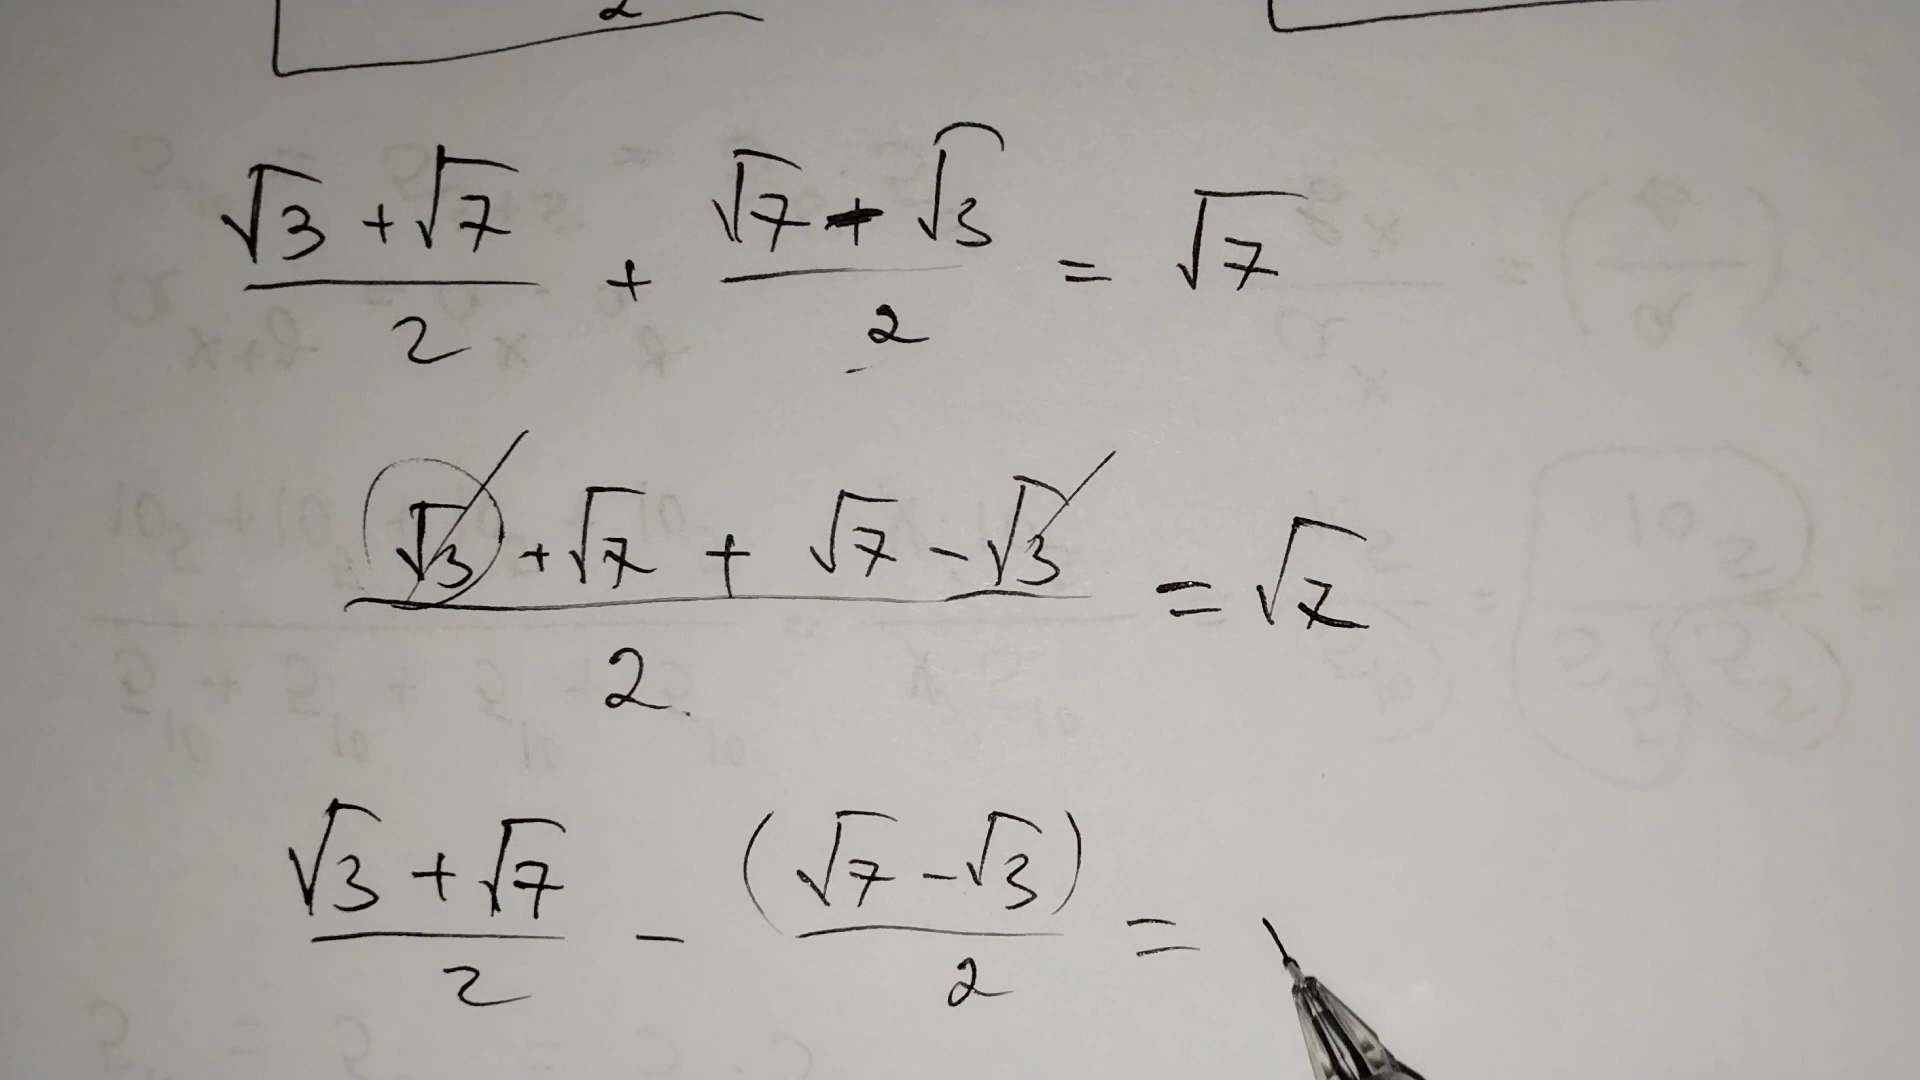 2
√3 + √7 / 2 + √7 + √3 / 2 = √7
√3 + √7 + √7 - √3 / 2 = √7
√3 + √7 / 2 - (√7 - √3) / 2 =